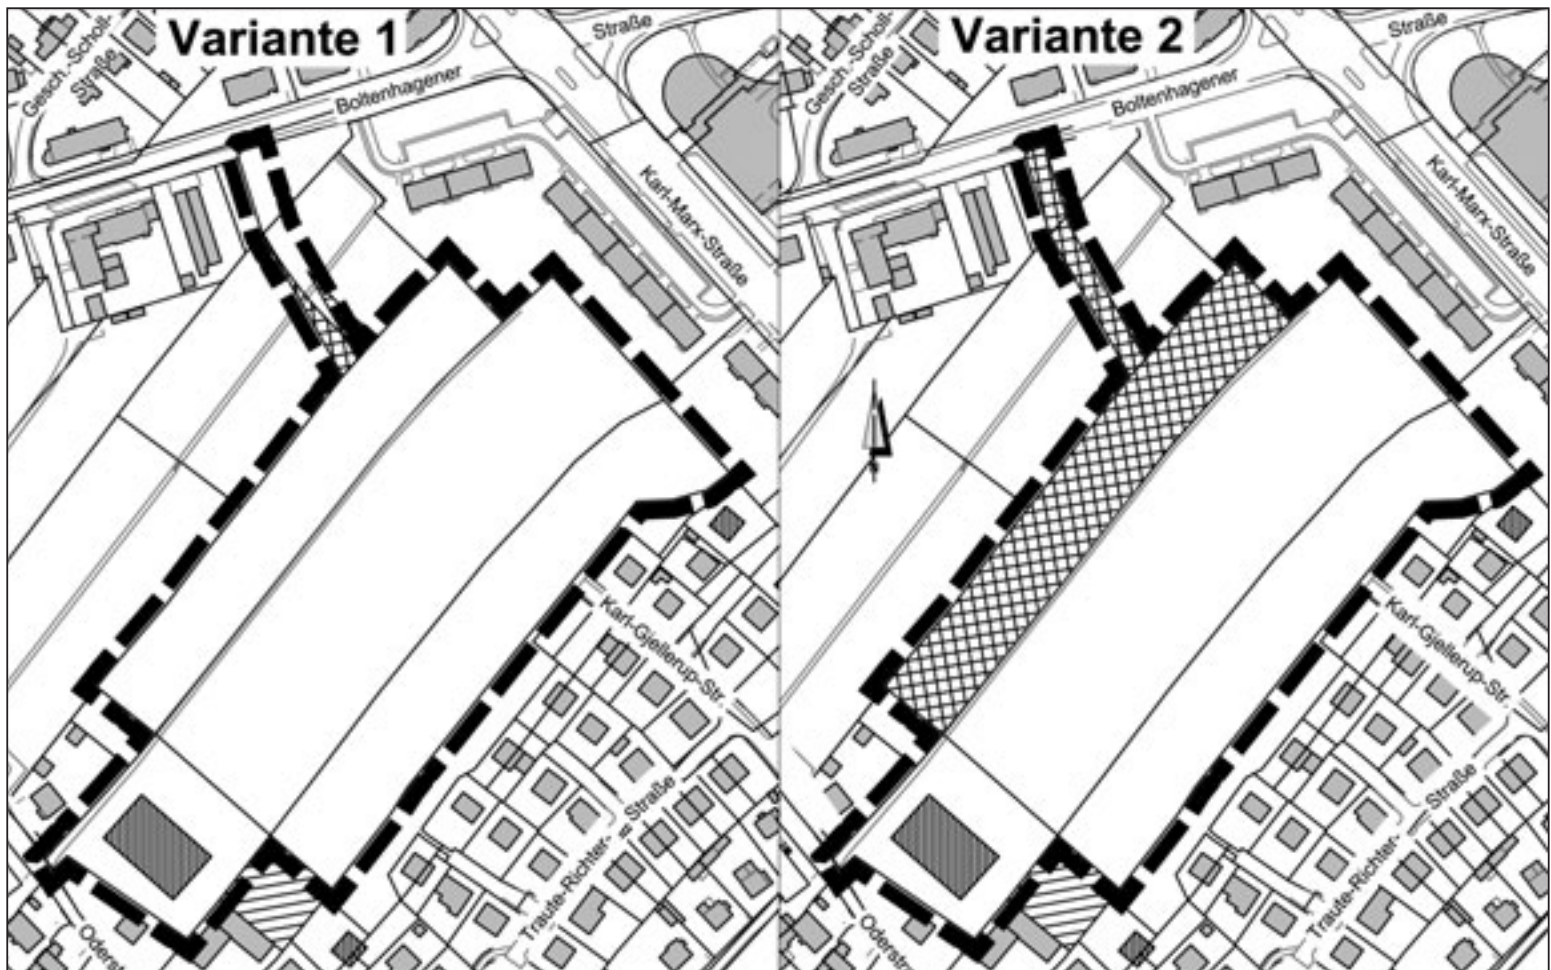 Variante 1
Straße
Gesch.-Scholl-
Straße
Boltenhagener
Karl-Marx-Straße
Karl-Gjellerup-Str.
Traute-Richter-
Straße
Oderst
Variante 2
Straße
Gesch.-Scholl-
Straße
Boltenhagener
Karl-Marx-Straße
Karl-Gjellerup-Str.
Traute-Richter-
Straße
Oderstr